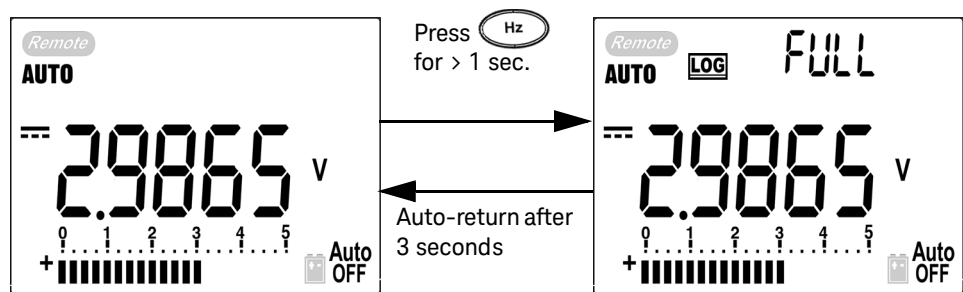 Remote
AUTO
2.9865 V
0 1 2 3 4 5
+
Auto
OFF
Press Hz
for > 1 sec.
Auto-return after
3 seconds
Remote
AUTO LOG FULL
2.9865 V
0 1 2 3 4 5
+
Auto
OFF